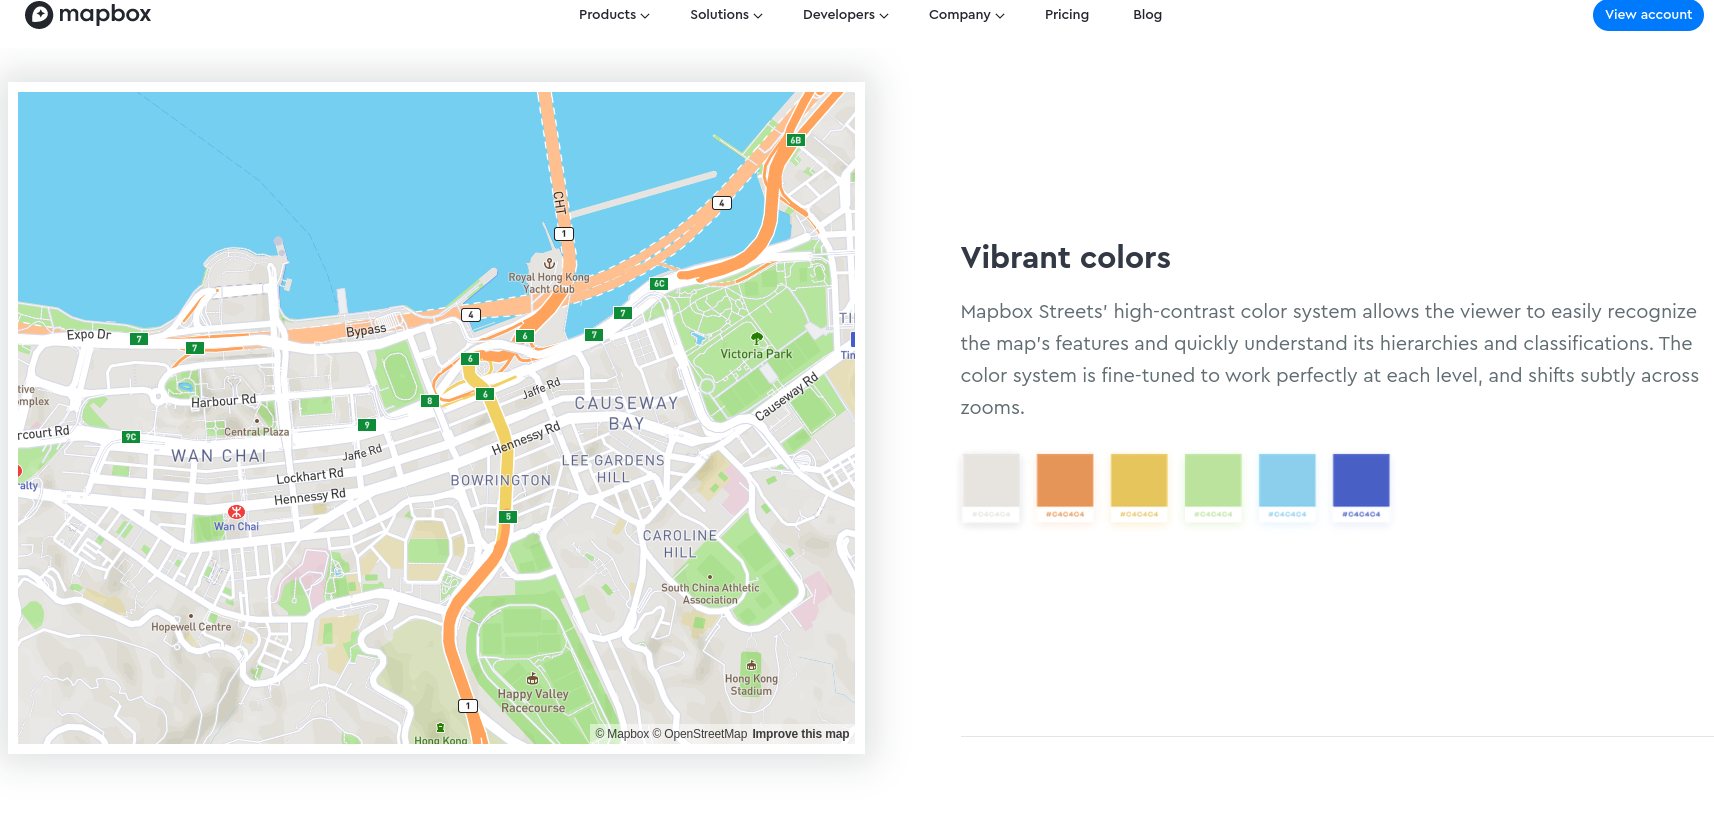 mapbox
Products
Solutions
Developers
Company
Pricing
Blog
View account
6B
CHT
4
1
Royal Hong Kong
Yacht Club
6C
4
7
Expo Dr
7
7
Bypass
6
7
6
Victoria Park
Harbour Rd
8
6
Jaffe Rd
Causeway Rd
CAUSEWAY
BAY
Central Plaza
9
9C
Hennessy Rd
WAN CHAI
Jaffe Rd
Lockhart Rd
LEE GARDENS
HILL
BOWRINGTON
Hennessy Rd
Wan Chai
5
CAROLINE
HILL
South China Athletic
Association
Hopewell Centre
Hong Kong
Stadium
Happy Valley
Racecourse
1
Hong Kong
© Mapbox © OpenStreetMap Improve this map
Vibrant colors
Mapbox Streets' high-contrast color system allows the viewer to easily recognize
the map's features and quickly understand its hierarchies and classifications. The
color system is fine-tuned to work perfectly at each level, and shifts subtly across
zooms.
#C4C4C4 #C4C4C4 #C4C4C4 #C4C4C4 #C4C4C4 #C4C4C4